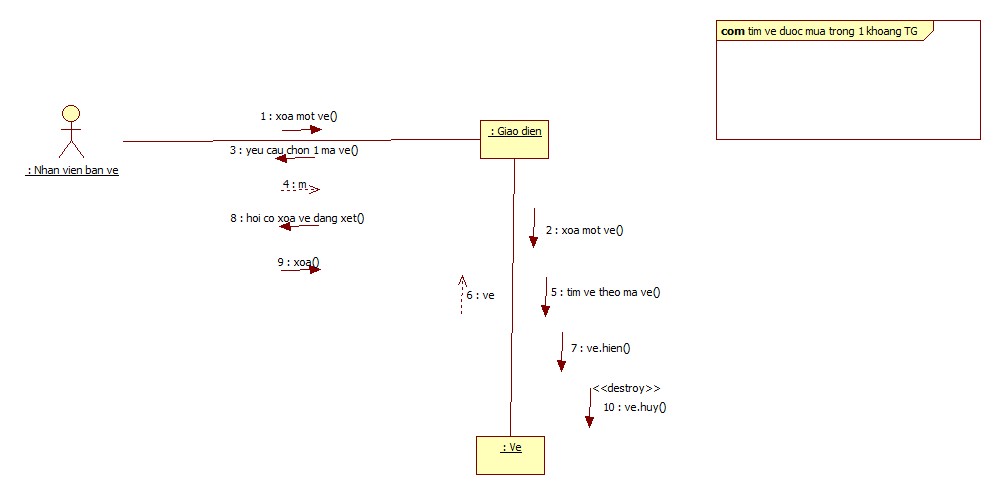 com tim ve duoc mua trong 1 khoang TG
1 : xoa mot ve()
: Giao dien
3 : yeu cau chon 1 ma ve()
: Nhan vien ban ve
4 : m
8 : hoi co xoa ve dang xet()
2 : xoa mot ve()
9 : xoa()
6 : ve
5 : tim ve theo ma ve()
7 : ve.hien()
<<destroy>>
10 : ve.huy()
: Ve